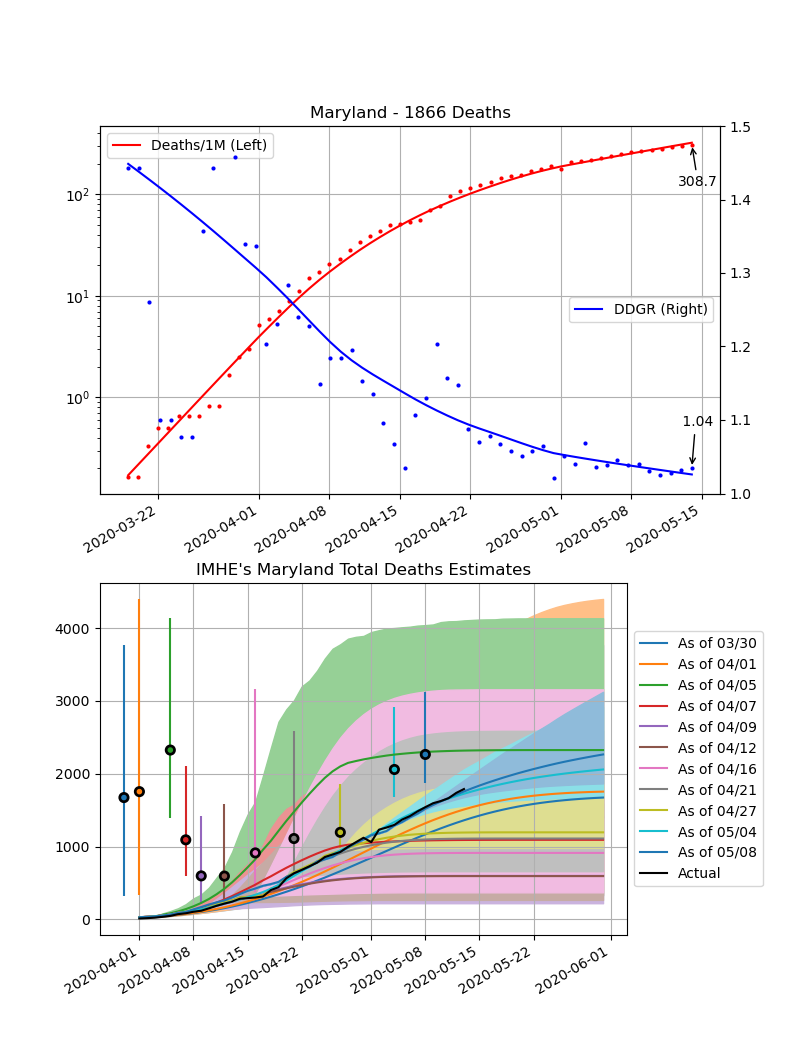 Maryland - 1866 Deaths
Deaths/1M (Left)
DDGR (Right)
308.7
1.04
10²
10¹
10⁰
1.5
1.4
1.3
1.2
1.1
1.0
2020-03-22
2020-04-01
2020-04-08
2020-04-15
2020-04-22
2020-05-01
2020-05-08
2020-05-15
IMHE's Maryland Total Deaths Estimates
4000
3000
2000
1000
0
2020-04-01
2020-04-08
2020-04-15
2020-04-22
2020-05-01
2020-05-08
2020-05-15
2020-05-22
2020-06-01
As of 03/30
As of 04/01
As of 04/05
As of 04/07
As of 04/09
As of 04/12
As of 04/16
As of 04/21
As of 04/27
As of 05/04
As of 05/08
Actual